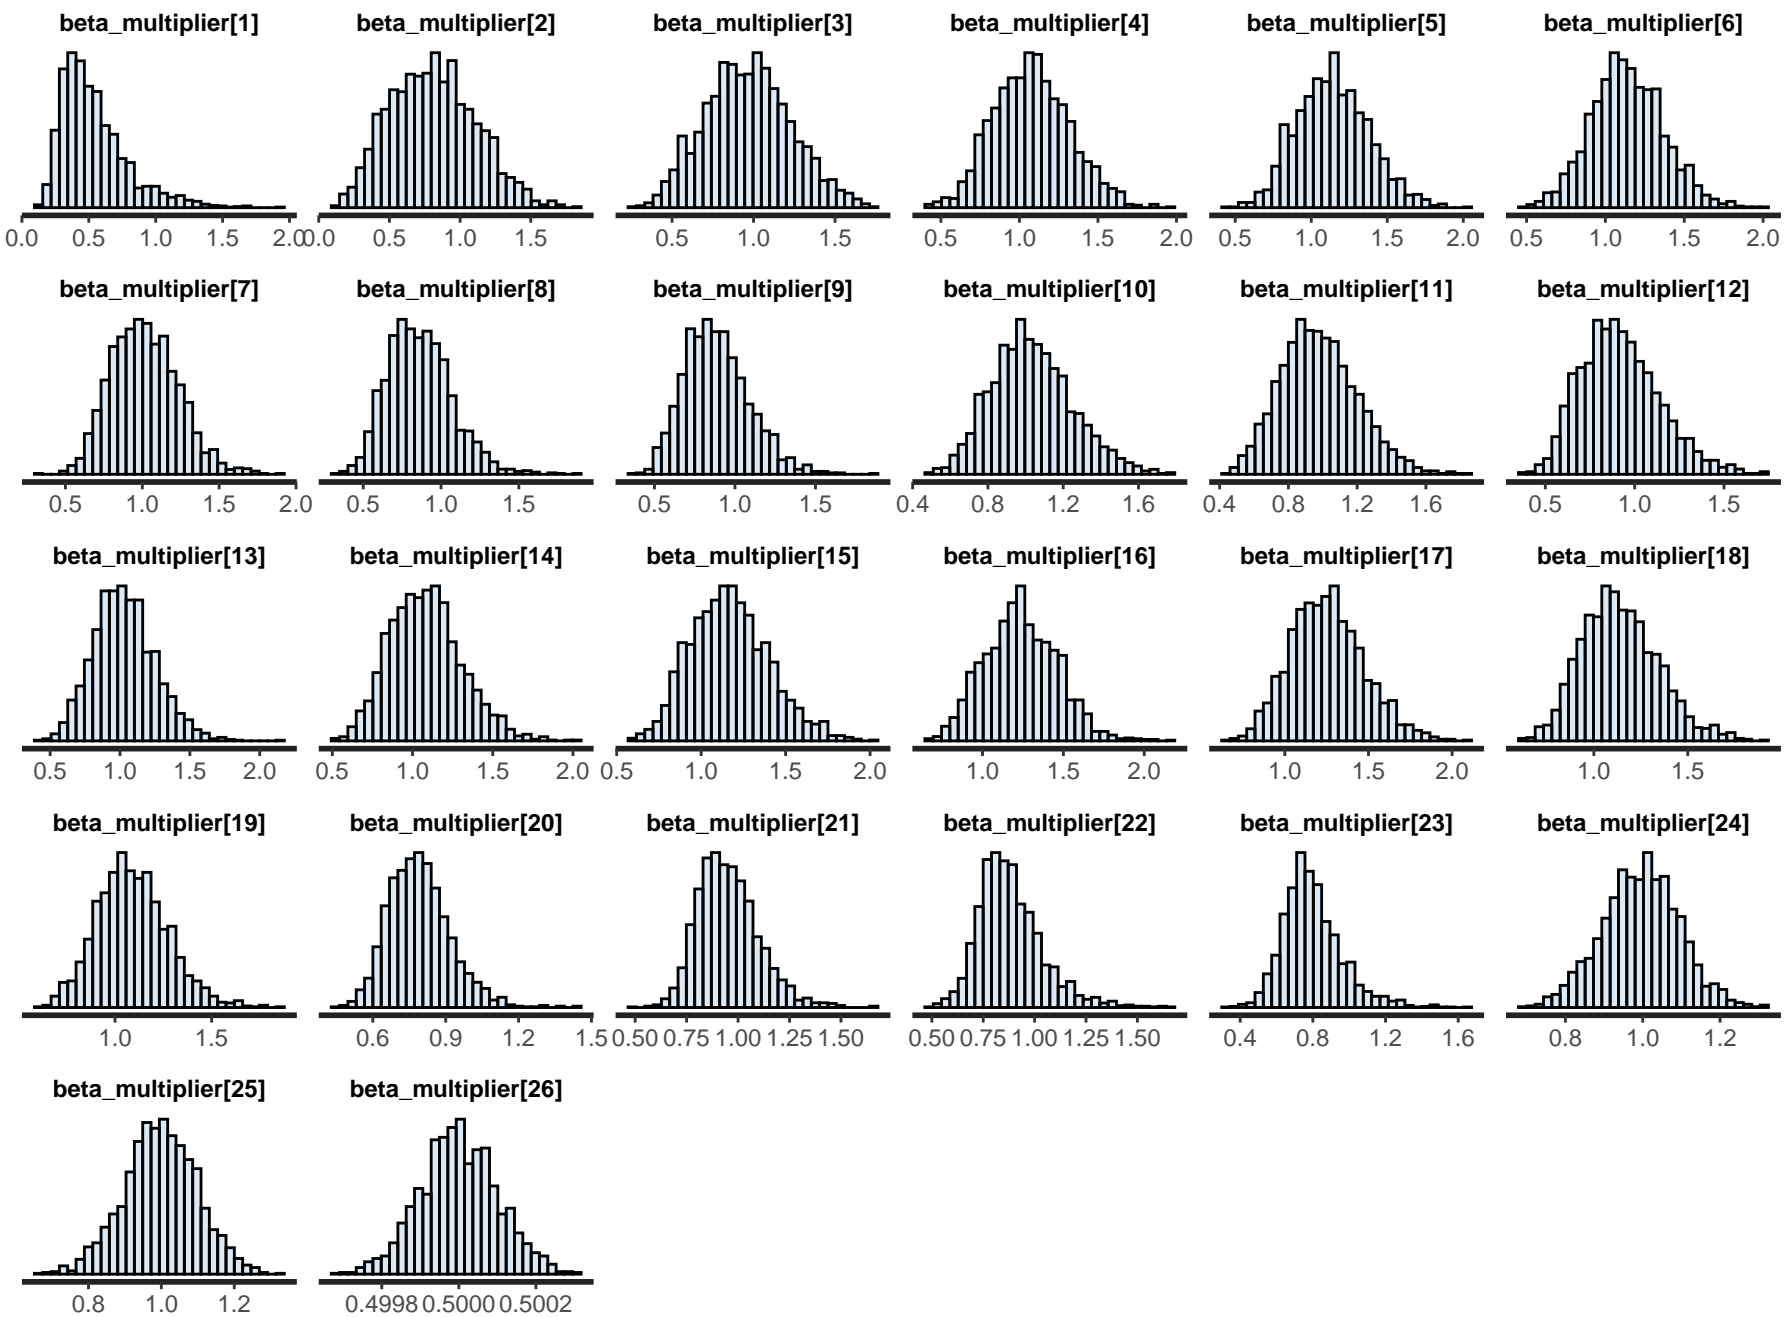 beta_multiplier[1] beta_multiplier[2] beta_multiplier[3] beta_multiplier[4] beta_multiplier[5] beta_multiplier[6]
0.0 0.5 1.0 1.5 2.0 0.0 0.5 1.0 1.5 0.5 1.0 1.5 0.5 1.0 1.5 2.0 0.5 1.0 1.5 2.0 0.5 1.0 1.5 2.0
beta_multiplier[7] beta_multiplier[8] beta_multiplier[9] beta_multiplier[10] beta_multiplier[11] beta_multiplier[12]
0.5 1.0 1.5 2.0 0.5 1.0 1.5 0.5 1.0 1.5 0.4 0.8 1.2 1.6 0.4 0.8 1.2 1.6 0.5 1.0 1.5
beta_multiplier[13] beta_multiplier[14] beta_multiplier[15] beta_multiplier[16] beta_multiplier[17] beta_multiplier[18]
0.5 1.0 1.5 2.0 0.5 1.0 1.5 2.0 0.5 1.0 1.5 2.0 1.0 1.5 2.0 1.0 1.5 2.0 1.0 1.5
beta_multiplier[19] beta_multiplier[20] beta_multiplier[21] beta_multiplier[22] beta_multiplier[23] beta_multiplier[24]
1.0 1.5 0.6 0.9 1.2 1.5 0.50 0.75 1.00 1.25 1.50 0.50 0.75 1.00 1.25 1.50 0.4 0.8 1.2 1.6 0.8 1.0 1.2
beta_multiplier[25] beta_multiplier[26]
0.8 1.0 1.2 0.4998 0.5000 0.5002